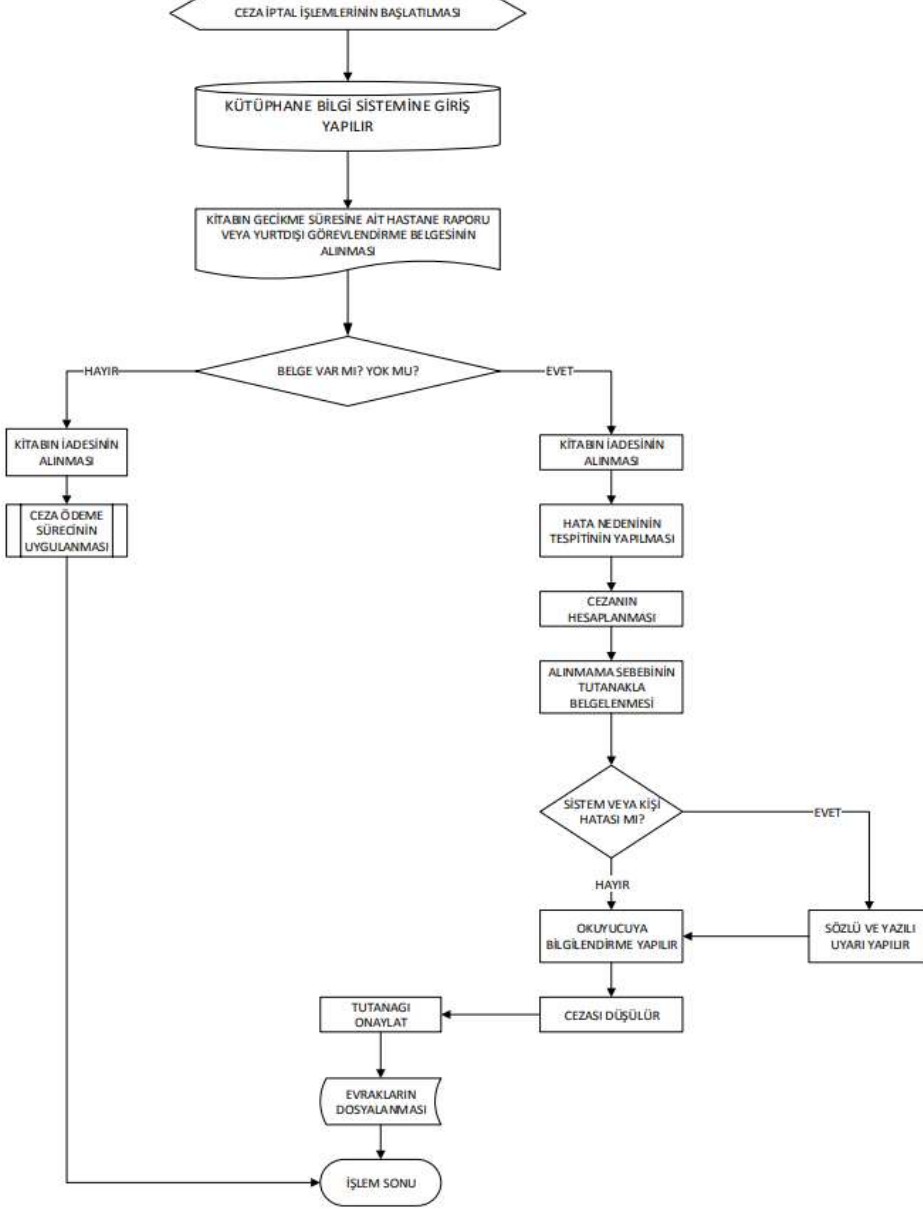 CEZA İPTAL İŞLEMLERİNİN BAŞLATILMASI
KÜTÜPHANE BİLGİ SİSTEMİNE GİRİŞ
YAPILIR
KİTABIN GECİKME SÜRESİNE AİT HASTANE RAPORU
VEYA YURTDIŞI GÖREVLENDİRME BELGESİNİN
ALINMASI
BELGE VAR MI? YOK MU?
HAYIR
EVET
KİTABIN İADESİNİN
ALINMASI
CEZA ÖDEME
SÜRECİNİN
UYGULANMASI
KİTABIN İADESİNİN
ALINMASI
HATA NEDENİNİN
TESPİTİNİN YAPILMASI
CEZANIN
HESAPLANMASI
ALINMAMA SEBEBİNİN
TUTANAKLA
BELGELENMESİ
SİSTEM VEYA KİŞİ
HATASI MI?
EVET
HAYIR
OKUYUCUYA
BİLGİLENDİRME YAPILIR
SÖZLÜ VE YAZILI
UYARI YAPILIR
CEZASI DÜŞÜLÜR
TUTANAGI
ONAYLAT
EVRAKLARIN
DOSYALANMASI
İŞLEM SONU